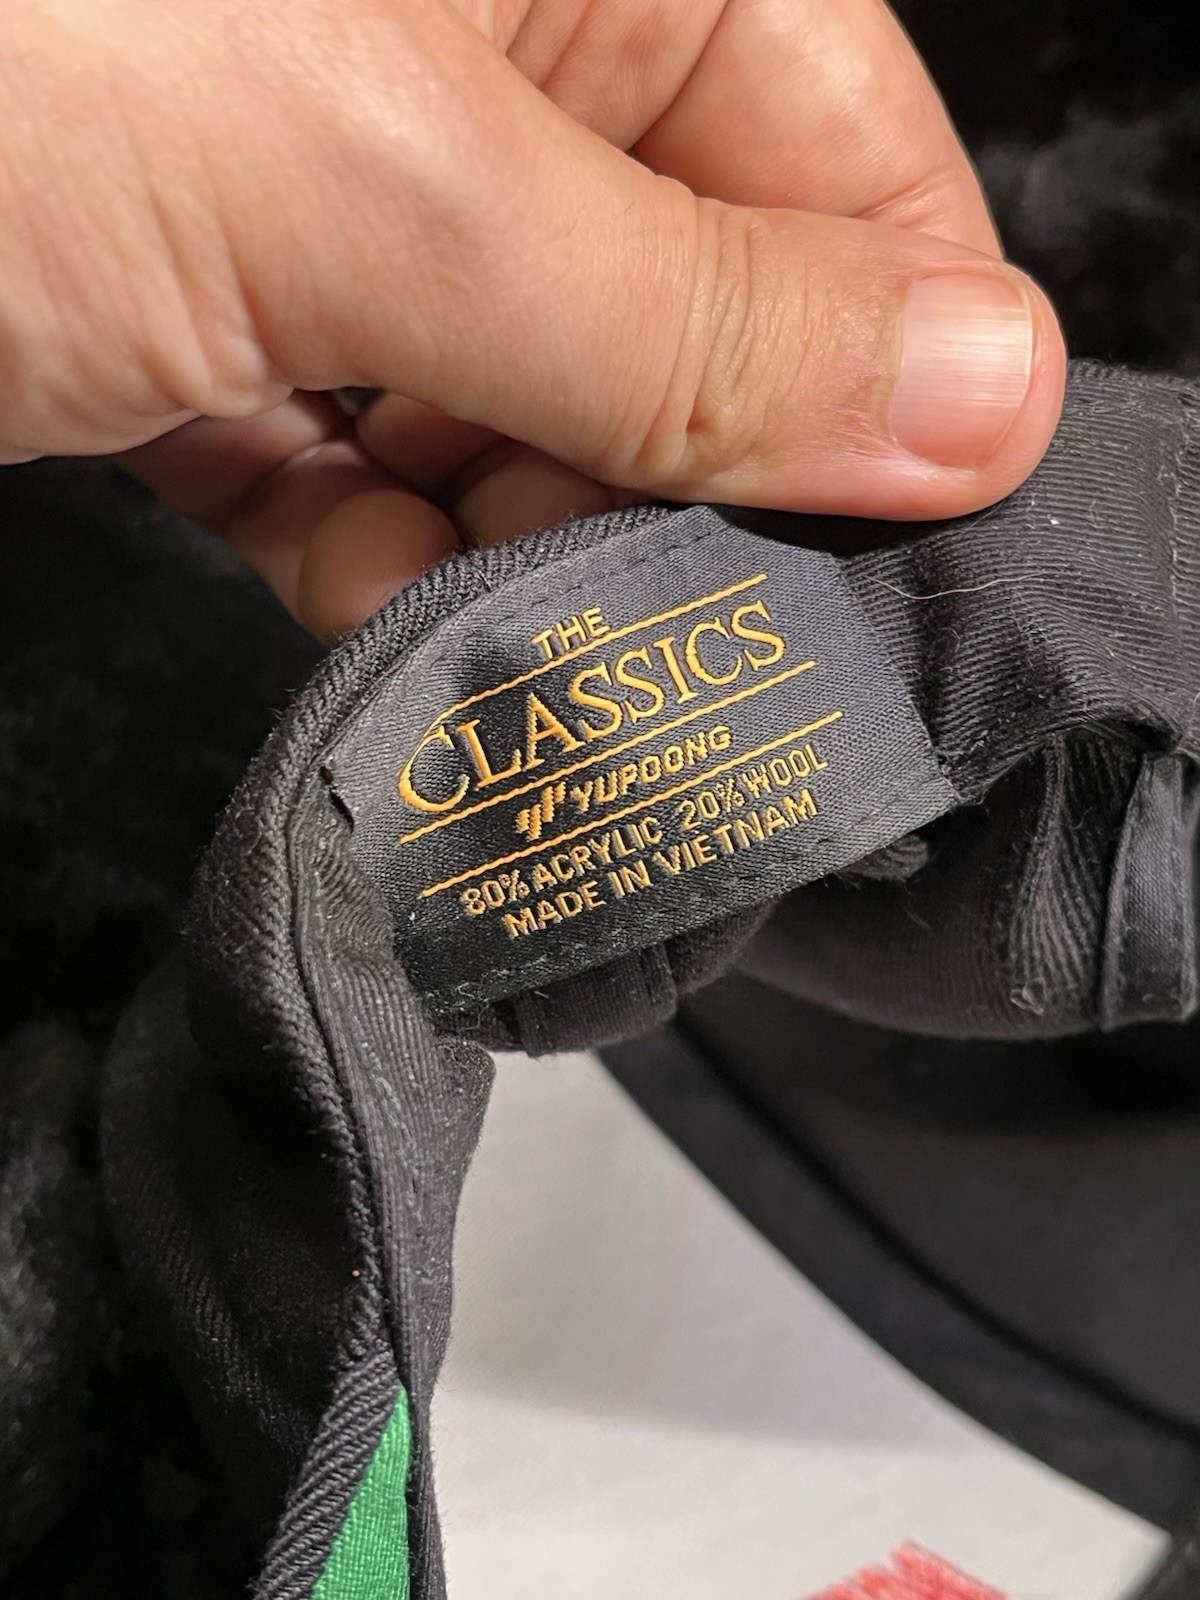 THE
CLASSICS
YUPOONG
80% ACRYLIC 20% WOOL
MADE IN VIETNAM